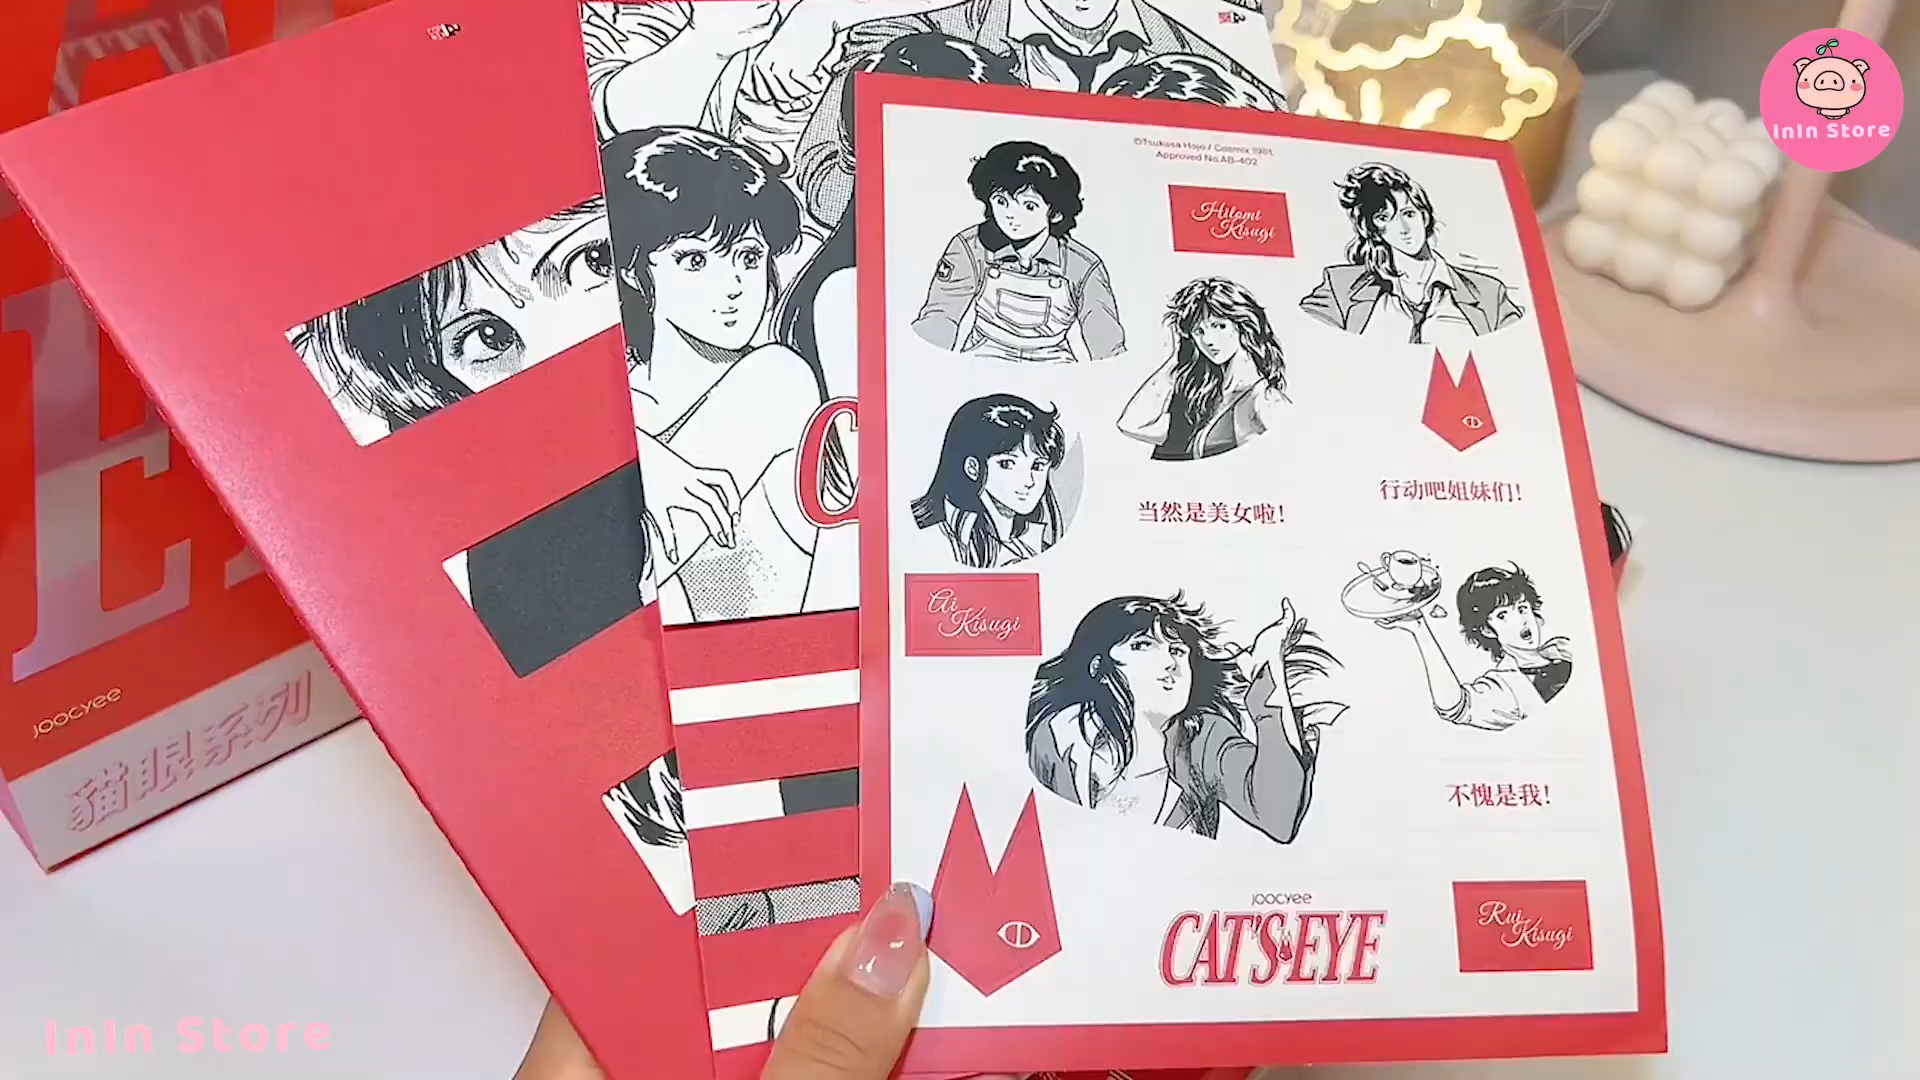 InIn Store
©Tsukasa Hojo / Coamix 1981,
Approved No.AB-402
Hitomi
Kisugi
行动吧姐妹们!
当然是美女啦!
Ai
Kisugi
不愧是我!
JOOCYEE
CAT'S EYE
Rui
Kisugi
JOOCYEE
貓眼系列
InIn Store